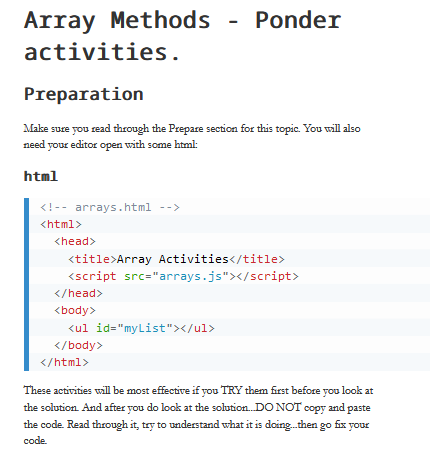 Array Methods - Ponder
activities.
Preparation
Make sure you read through the Prepare section for this topic. You will also
need your editor open with some html:
html
<!-- arrays.html -->
<html>
<head>
<title>Array Activities</title>
<script src="arrays.js"></script>
</head>
<body>
<ul id="myList"></ul>
</body>
</html>
These activities will be most effective if you TRY them first before you look at
the solution. And after you do look at the solution...DO NOT copy and paste
the code. Read through it, try to understand what it is doing...then go fix your
code.